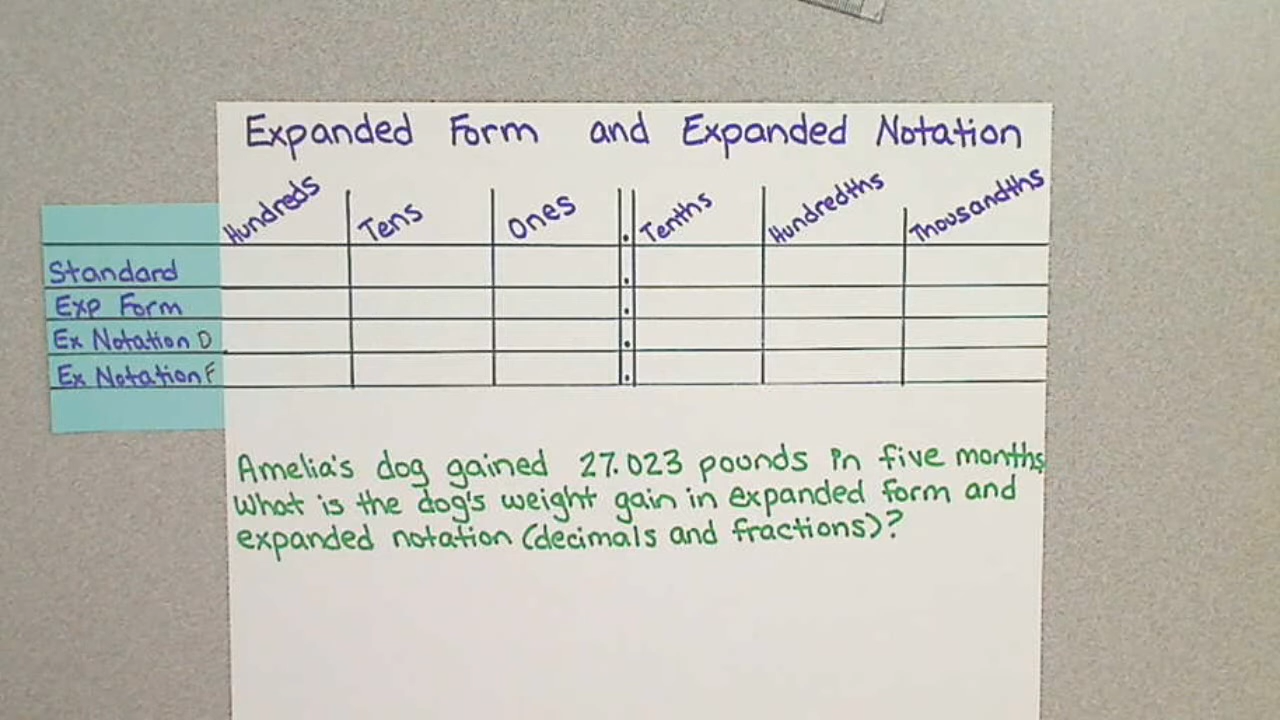 Expanded Form and Expanded Notation
Hundreds Tens Ones . Tenths Hundredths Thousandths
Standard .
Exp Form .
Ex Notation D .
Ex Notation F .
Amelia's dog gained 27.023 pounds in five months
What is the dog's weight gain in expanded form and
expanded notation (decimals and fractions)?